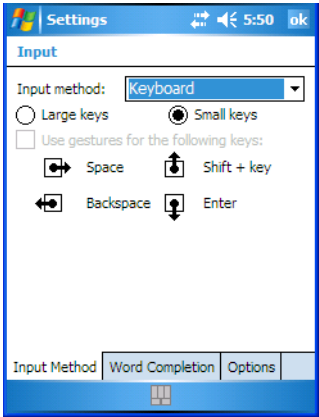 Settings 5:50 ok
Input
Input method: Keyboard
Large keys Small keys
Use gestures for the following keys:
Space Shift + key
Backspace Enter
Input Method Word Completion Options